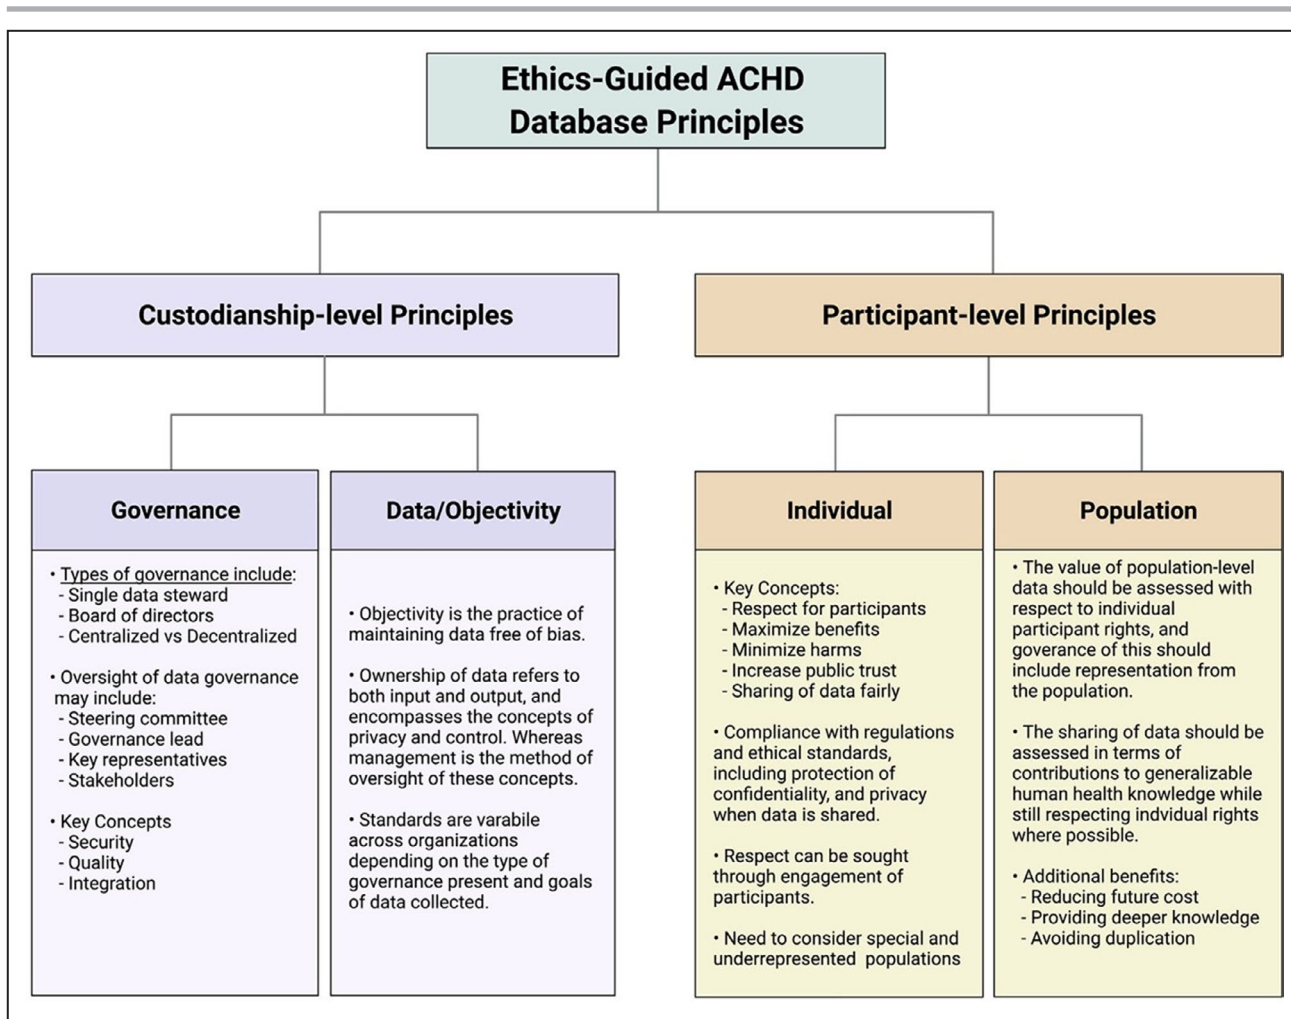 Ethics-Guided ACHD
Database Principles
Custodianship-level Principles
Participant-level Principles
Governance
• Types of governance include:
- Single data steward
- Board of directors
- Centralized vs Decentralized
• Oversight of data governance
may include:
- Steering committee
- Governance lead
- Key representatives
- Stakeholders
• Key Concepts
- Security
- Quality
- Integration
Data/Objectivity
• Objectivity is the practice of
maintaining data free of bias.
• Ownership of data refers to
both input and output, and
encompasses the concepts of
privacy and control. Whereas
management is the method of
oversight of these concepts.
• Standards are varabile
across organizations
depending on the type of
governance present and goals
of data collected.
Individual
• Key Concepts:
- Respect for participants
- Maximize benefits
- Minimize harms
- Increase public trust
- Sharing of data fairly
• Compliance with regulations
and ethical standards,
including protection of
confidentiality, and privacy
when data is shared.
• Respect can be sought
through engagement of
participants.
• Need to consider special and
underrepresented populations
Population
• The value of population-level
data should be assessed with
respect to individual
participant rights, and
goverance of this should
include representation from
the population.
• The sharing of data should be
assessed in terms of
contributions to generalizable
human health knowledge while
still respecting indvidual rights
where possible.
• Additional benefits:
- Reducing future cost
- Providing deeper knowledge
- Avoiding duplication